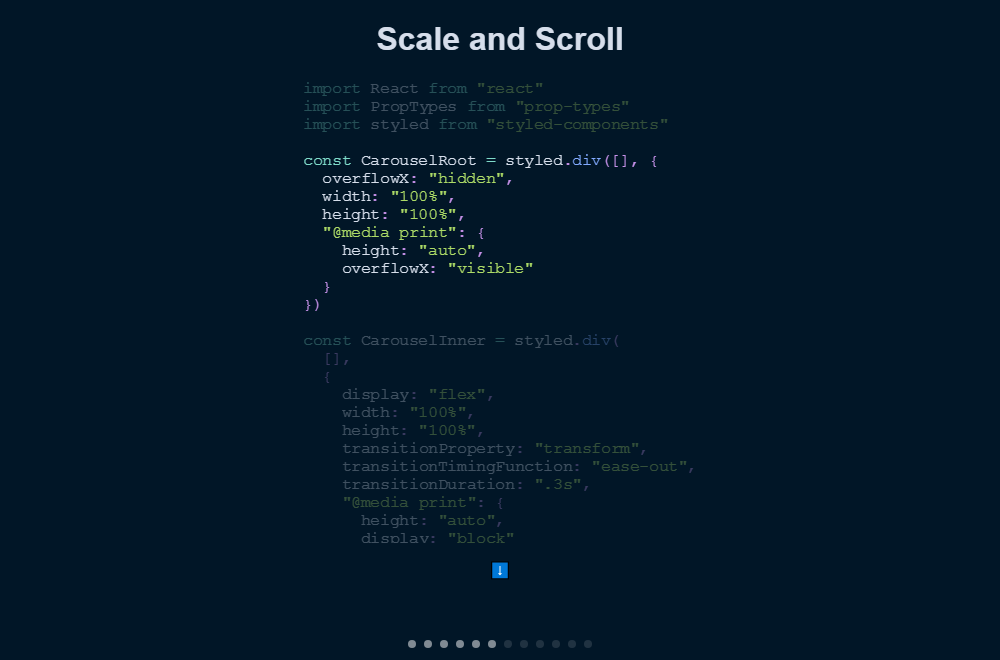 Scale and Scroll
import React from "react"
import PropTypes from "prop-types"
import styled from "styled-components"
const CarouselRoot = styled.div([], {
  overflowX: "hidden",
  width: "100%",
  height: "100%",
  "@media print": {
    height: "auto",
    overflowX: "visible"
  }
})
const CarouselInner = styled.div(
  [],
  {
    display: "flex",
    width: "100%",
    height: "100%",
    transitionProperty: "transform",
    transitionTimingFunction: "ease-out",
    transitionDuration: ".3s",
    "@media print": {
      height: "auto",
      display: "block"